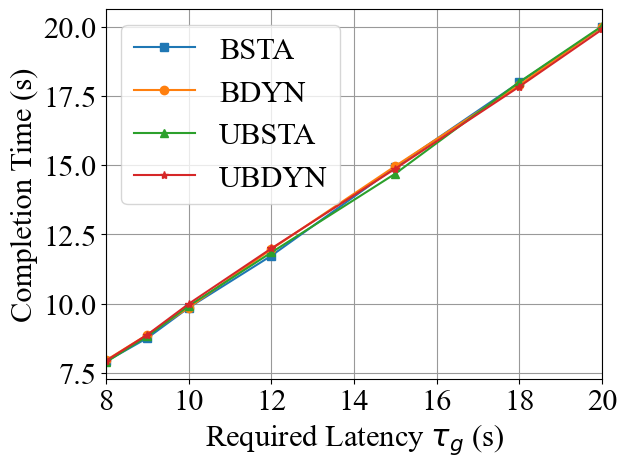 20.0
17.5
15.0
12.5
10.0
7.5
Completion Time (s)
BSTA
BDYN
UBSTA
UBDYN
8 10 12 14 16 18 20
Required Latency τg (s)